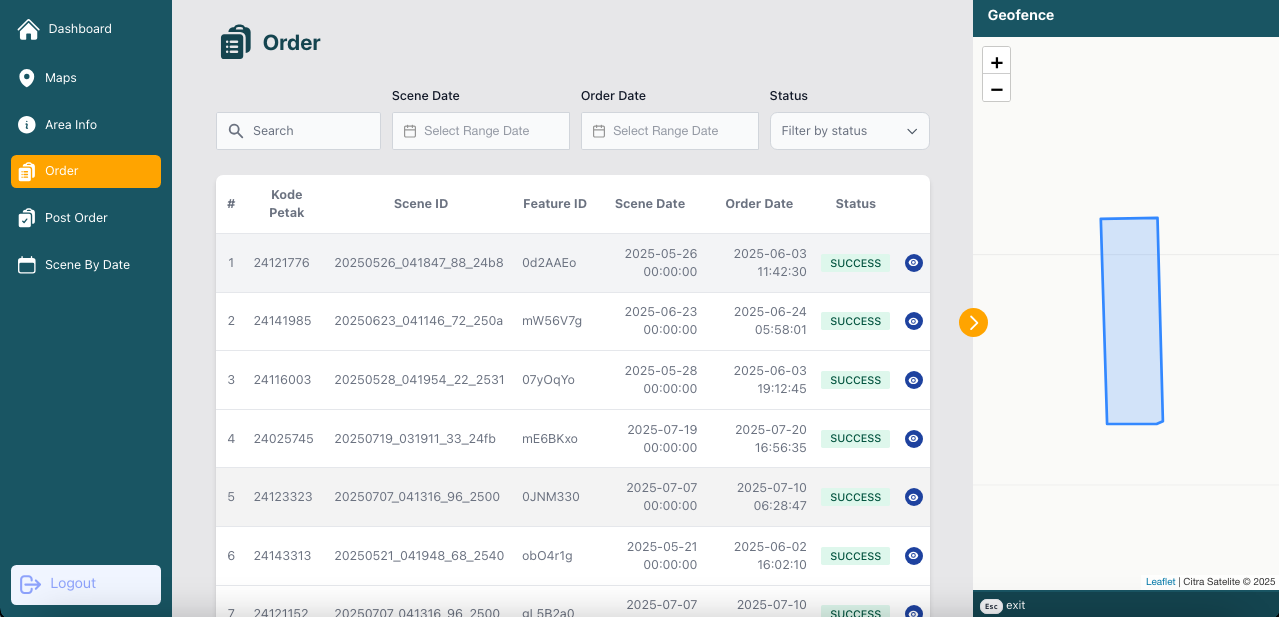 Dashboard
Maps
Area Info
Order
Post Order
Scene By Date
Logout
Order
Scene Date
Order Date
Status
Search
Select Range Date
Select Range Date
Filter by status
# Kode Petak Scene ID Feature ID Scene Date Order Date Status
1 24121776 20250526_041847_88_24b8 0d2AAEo 2025-05-26 00:00:00 2025-06-03 11:42:30 SUCCESS
2 24141985 20250623_041146_72_250a mW56V7g 2025-06-23 00:00:00 2025-06-24 05:58:01 SUCCESS
3 24116003 20250528_041954_22_2531 07yOqYo 2025-05-28 00:00:00 2025-06-03 19:12:45 SUCCESS
4 24025745 20250719_031911_33_24fb mE6BKxo 2025-07-19 00:00:00 2025-07-20 16:56:35 SUCCESS
5 24123323 20250707_041316_96_2500 0JNM330 2025-07-07 00:00:00 2025-07-10 06:28:47 SUCCESS
6 24143313 20250521_041948_68_2540 obO4r1g 2025-05-21 00:00:00 2025-06-02 16:02:10 SUCCESS
7 24121152 20250707_041316_96_2500 gL5B2a0 2025-07-07 2025-07-10 SUCCESS
Geofence
+
−
Leaflet | Citra Satelite © 2025
Esc exit